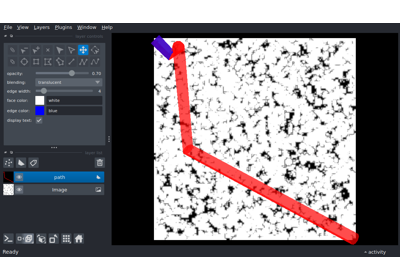 File View Layers Plugins Window Help
opacity: 0.70
blending: translucent
edge width:
face color: white
edge color: blue
display text:
path
Image
Ready
activity